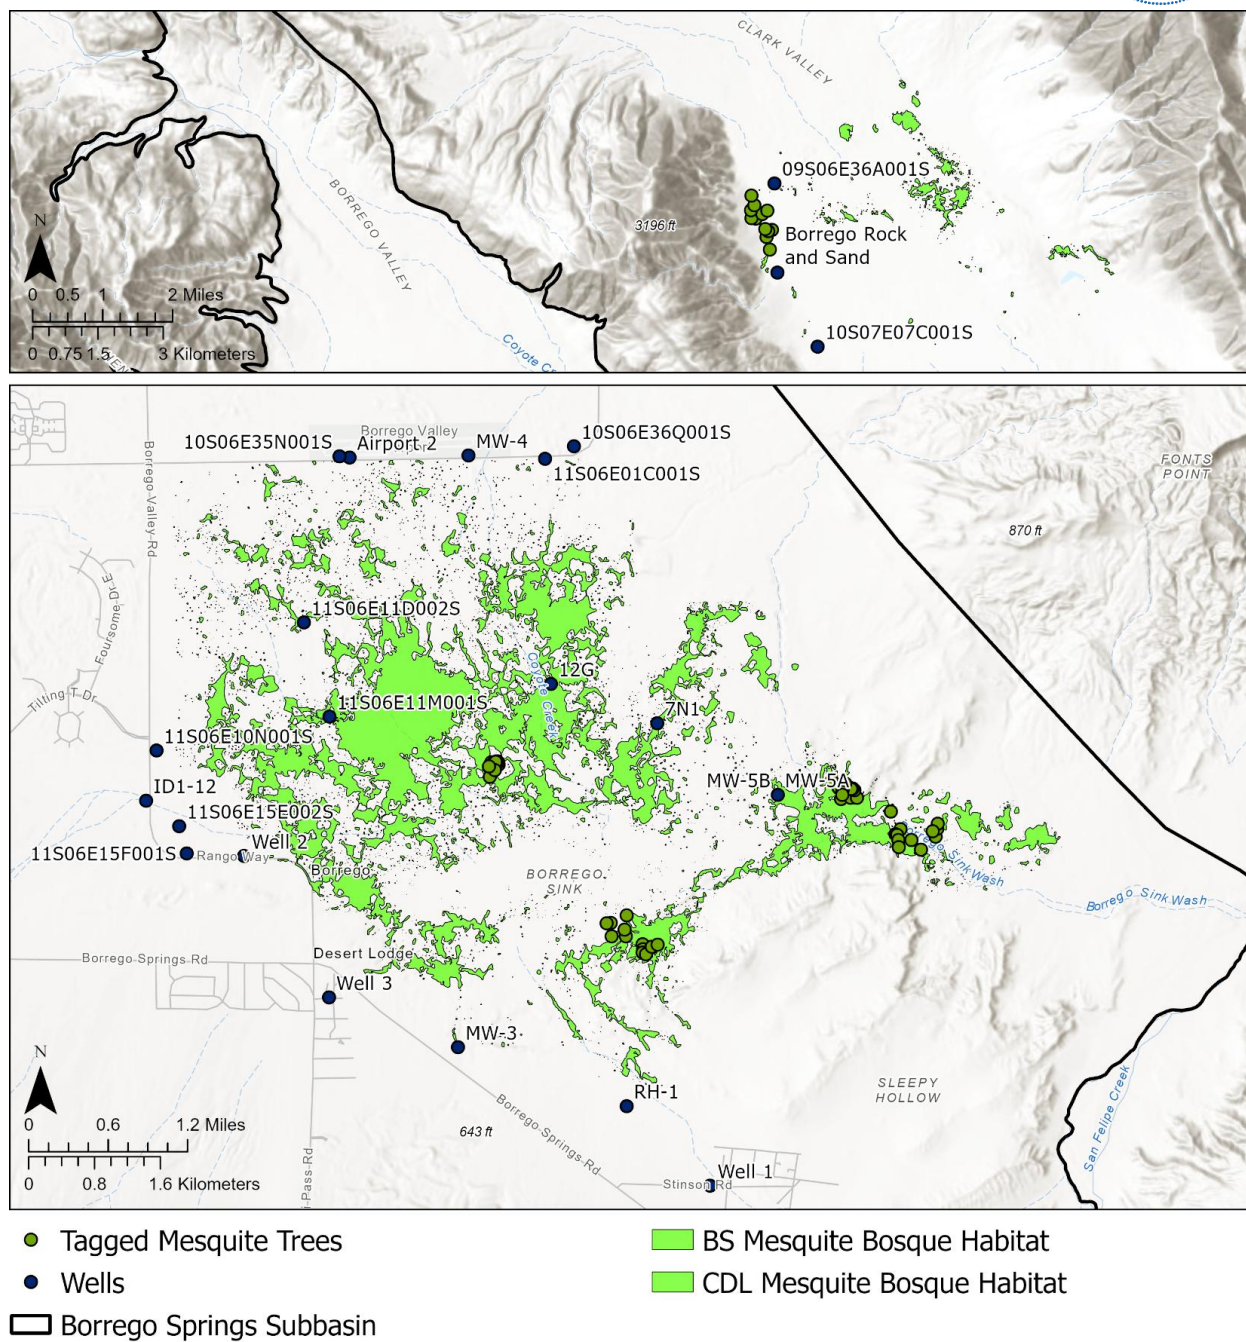 CLARK VALLEY
09S06E36A001S
BORREGO VALLEY
3196 ft
Borrego Rock
and Sand
N
0 0.5 1 2 Miles
0 0.75 1.5 3 Kilometers
10S07E07C001S
10S06E35N001S
Borrego Valley
Airport 2
MW-4
10S06E36Q001S
11S06E01C001S
FONTS
POINT
Borrego-Valley-Rd
870 ft
Foursome-Dr-E
11S06E11D002S
Coyote Creek
12G
Tilting T Dr
11S06E11M001S
7N1
11S06E10N001S
MW-5B
MW-5A
ID1-12
11S06E15E002S
Well 2
11S06E15F001S
Rango-Way
Borrego
BORREGO
SINK
Borrego Sink Wash
Desert Lodge
Borrego Springs Rd
Well 3
MW-3
RH-1
SLEEPY
HOLLOW
San Felipe Creek
N
0 0.6 1.2 Miles
0 0.8 1.6 Kilometers
643 ft
Borrego Springs Rd
Well 1
Stinson Rd
Pass-Rd
Tagged Mesquite Trees
BS Mesquite Bosque Habitat
Wells
CDL Mesquite Bosque Habitat
Borrego Springs Subbasin